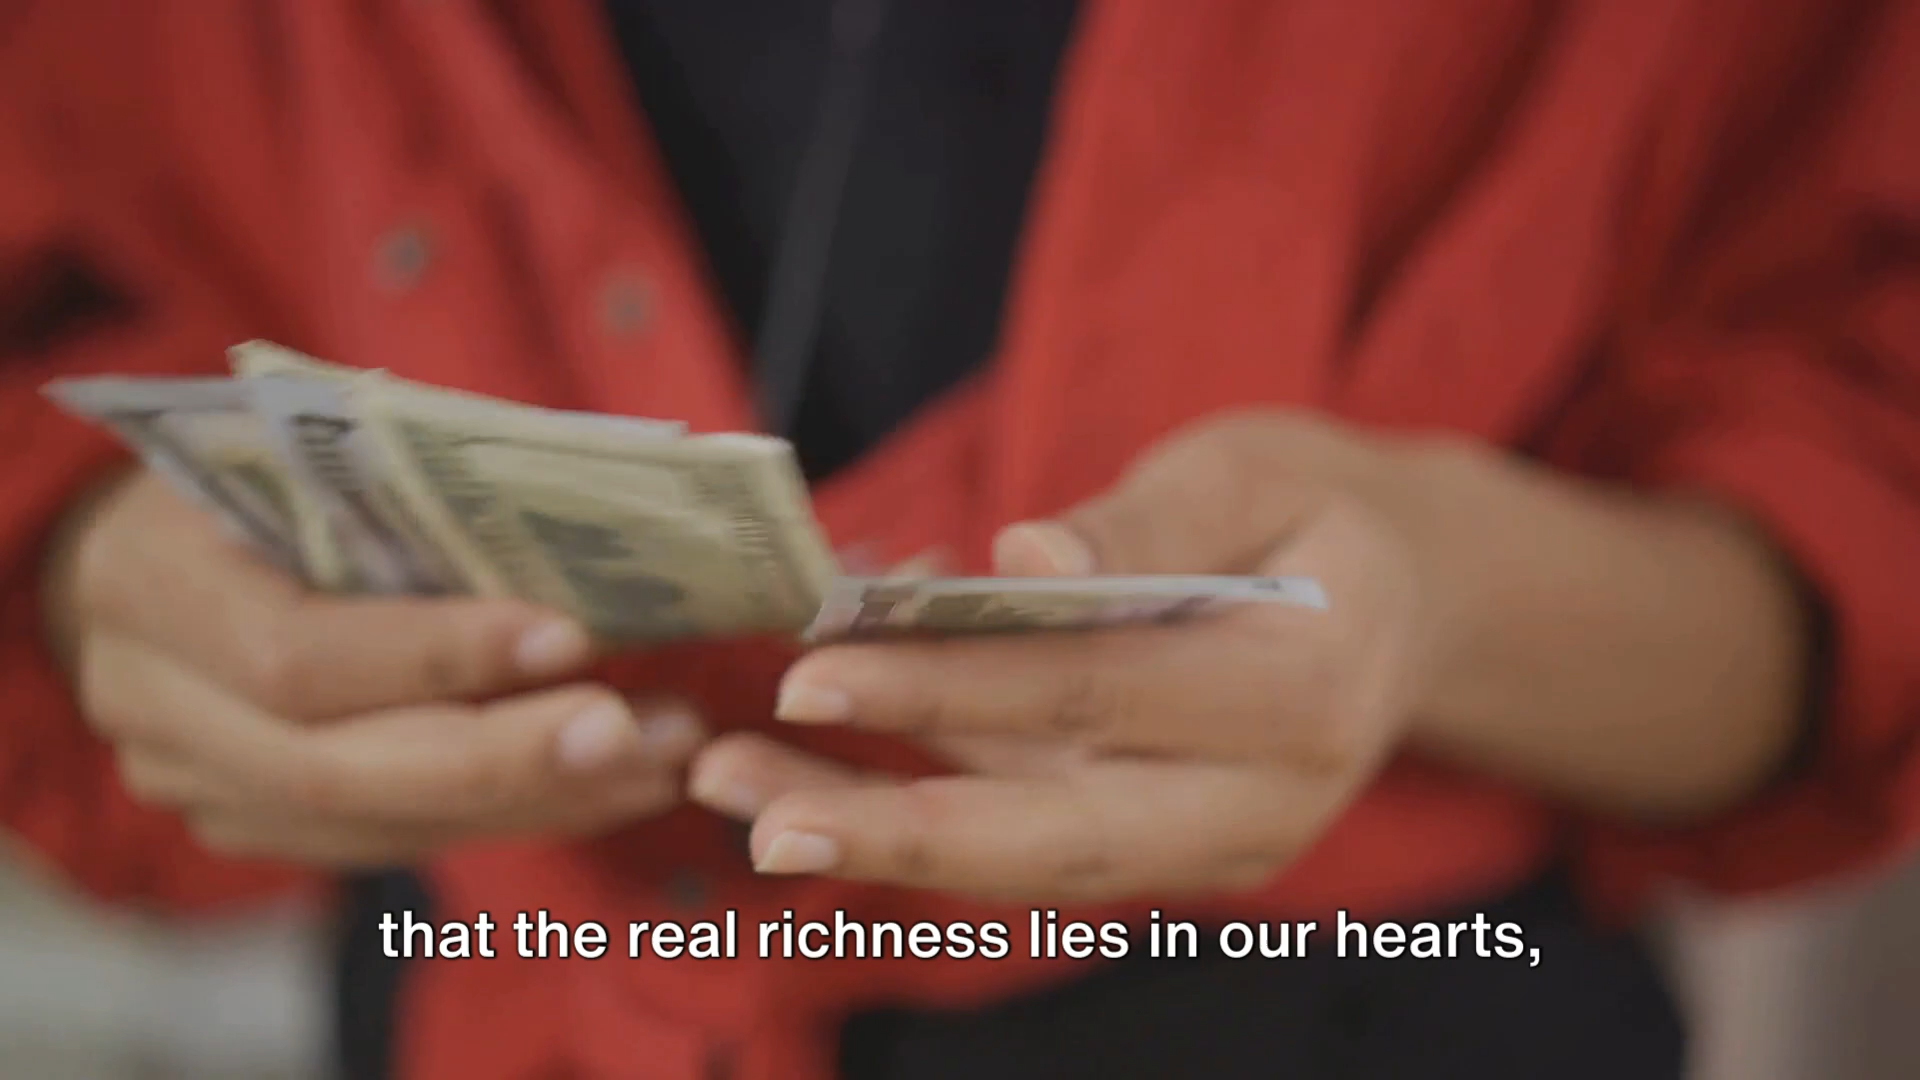 that the real richness lies in our hearts,